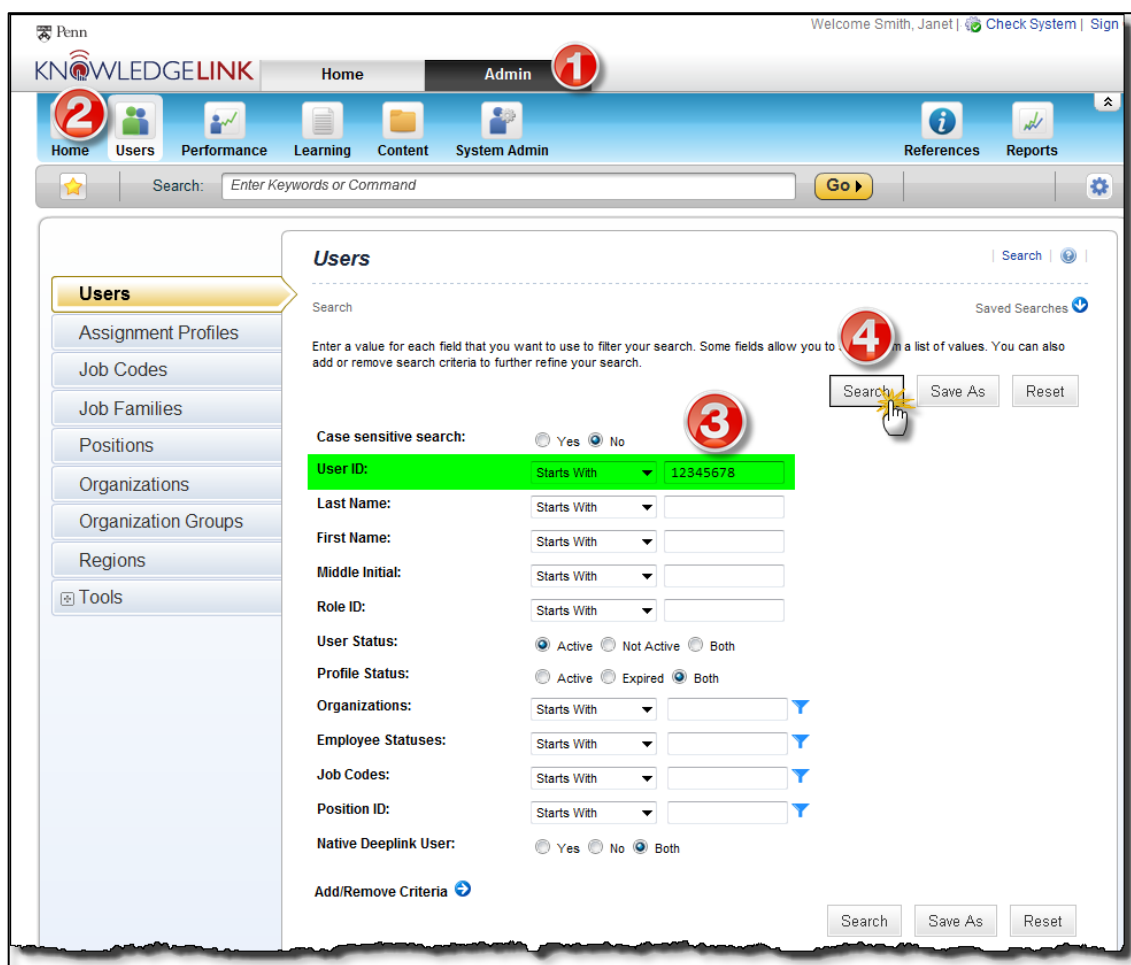 Penn
Welcome Smith, Janet | Check System | Sign
KNOWLEDGELINK
Home
Admin
1
2
Home Users Performance Learning Content System Admin References Reports
Search: Enter Keywords or Command Go
Users
| Search | |
Users
Search
Saved Searches
4
Assignment Profiles
Enter a value for each field that you want to use to filter your search. Some fields allow you to a list of values. You can also
add or remove search criteria to further refine your search.
Job Codes
Search Save As Reset
Job Families
3
Case sensitive search: Yes No
Positions
User ID: Starts With 12345678
Organizations
Last Name: Starts With
Organization Groups
First Name: Starts With
Regions
Middle Initial: Starts With
Tools
Role ID: Starts With
User Status: Active Not Active Both
Profile Status: Active Expired Both
Organizations: Starts With
Employee Statuses: Starts With
Job Codes: Starts With
Position ID: Starts With
Native Deeplink User: Yes No Both
Add/Remove Criteria
Search Save As Reset